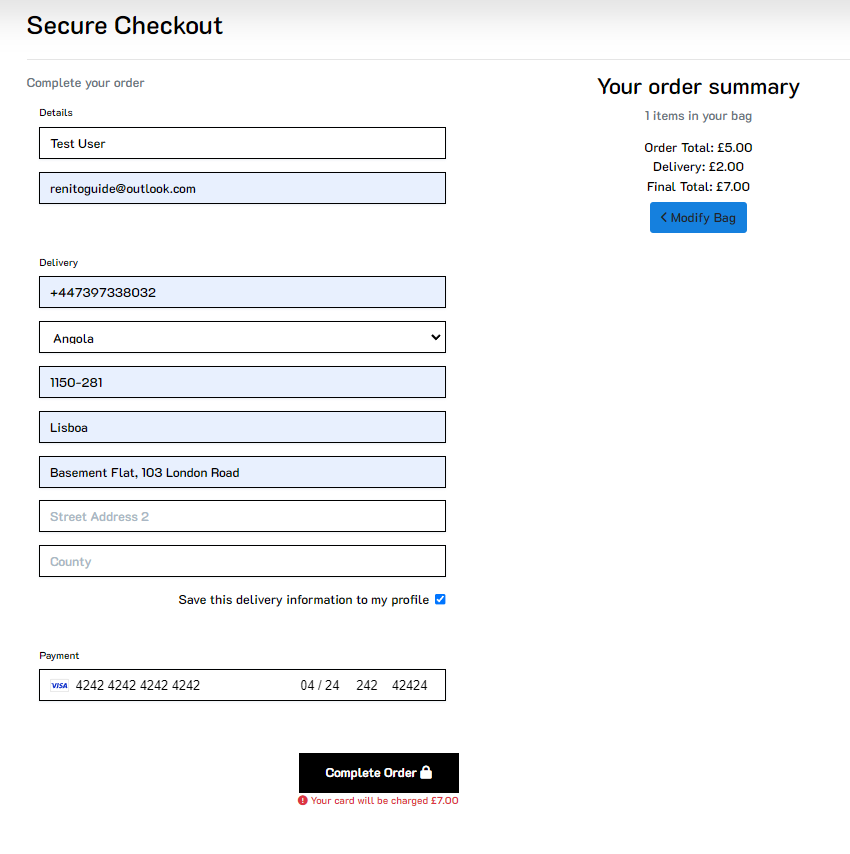 Secure Checkout
Complete your order
Details
Test User
renitoguide@outlook.com
Delivery
+447397338032
Angola
1150-281
Lisboa
Basement Flat, 103 London Road
Street Address 2
County
Save this delivery information to my profile
Payment
VISA 4242 4242 4242 4242 04 / 24 242 42424
Complete Order
Your card will be charged £7.00
Your order summary
1 items in your bag
Order Total: £5.00
Delivery: £2.00
Final Total: £7.00
Modify Bag